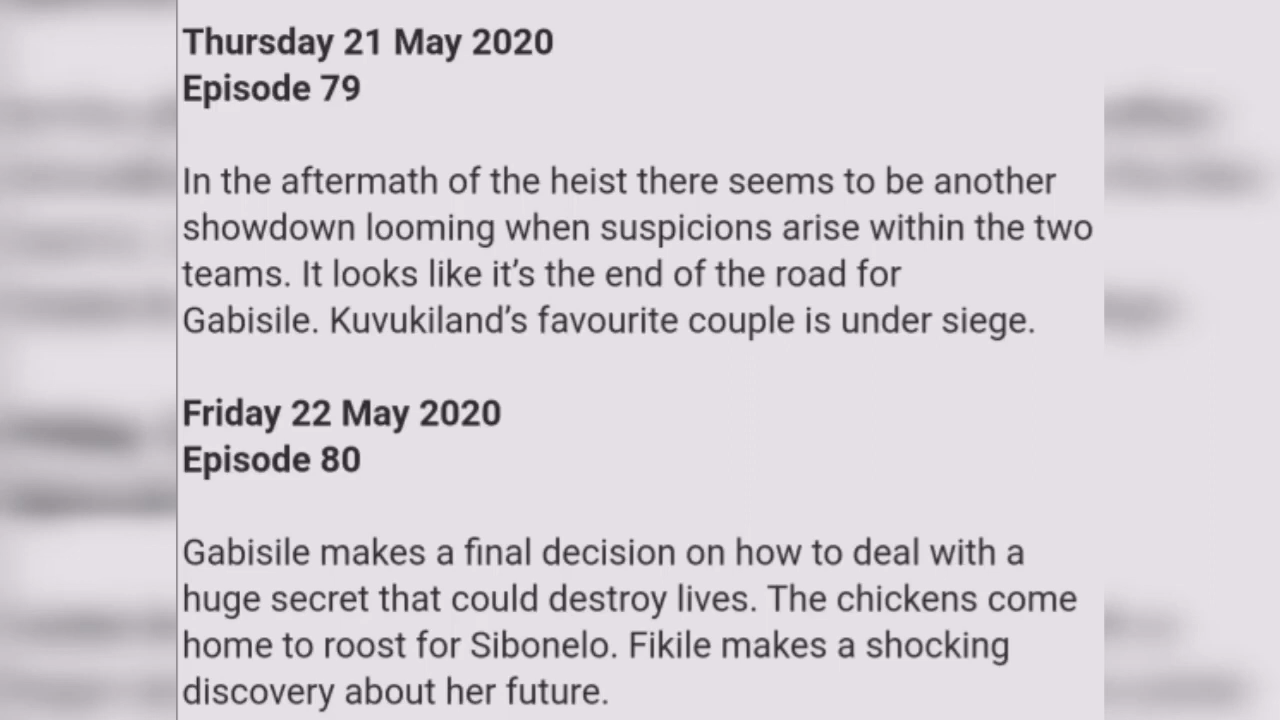 Thursday 21 May 2020
Episode 79
In the aftermath of the heist there seems to be another
showdown looming when suspicions arise within the two
teams. It looks like it’s the end of the road for
Gabisile. Kuvukiland’s favourite couple is under siege.
Friday 22 May 2020
Episode 80
Gabisile makes a final decision on how to deal with a
huge secret that could destroy lives. The chickens come
home to roost for Sibonelo. Fikile makes a shocking
discovery about her future.